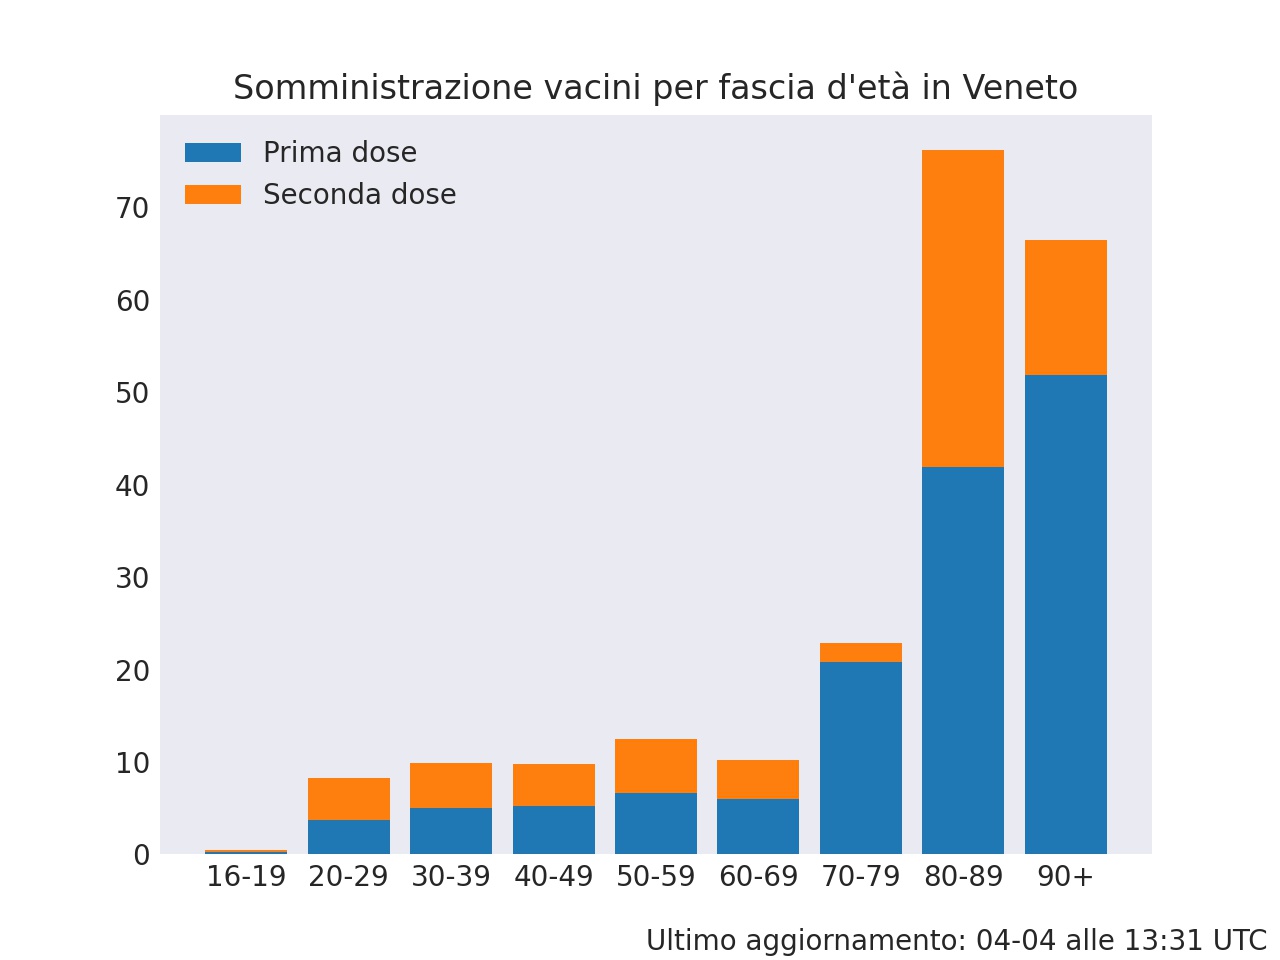 Somministrazione vacini per fascia d'età in Veneto
Prima dose
Seconda dose
70
60
50
40
30
20
10
0
16-19 20-29 30-39 40-49 50-59 60-69 70-79 80-89 90+
Ultimo aggiornamento: 04-04 alle 13:31 UTC